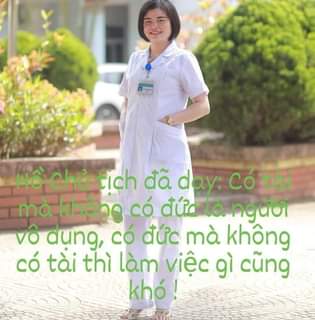 Hồ Chủ tịch đã dạy: Có tài
mà không có đức là người
vô dụng, có đức mà không
có tài thì làm việc gì cũng
khó !